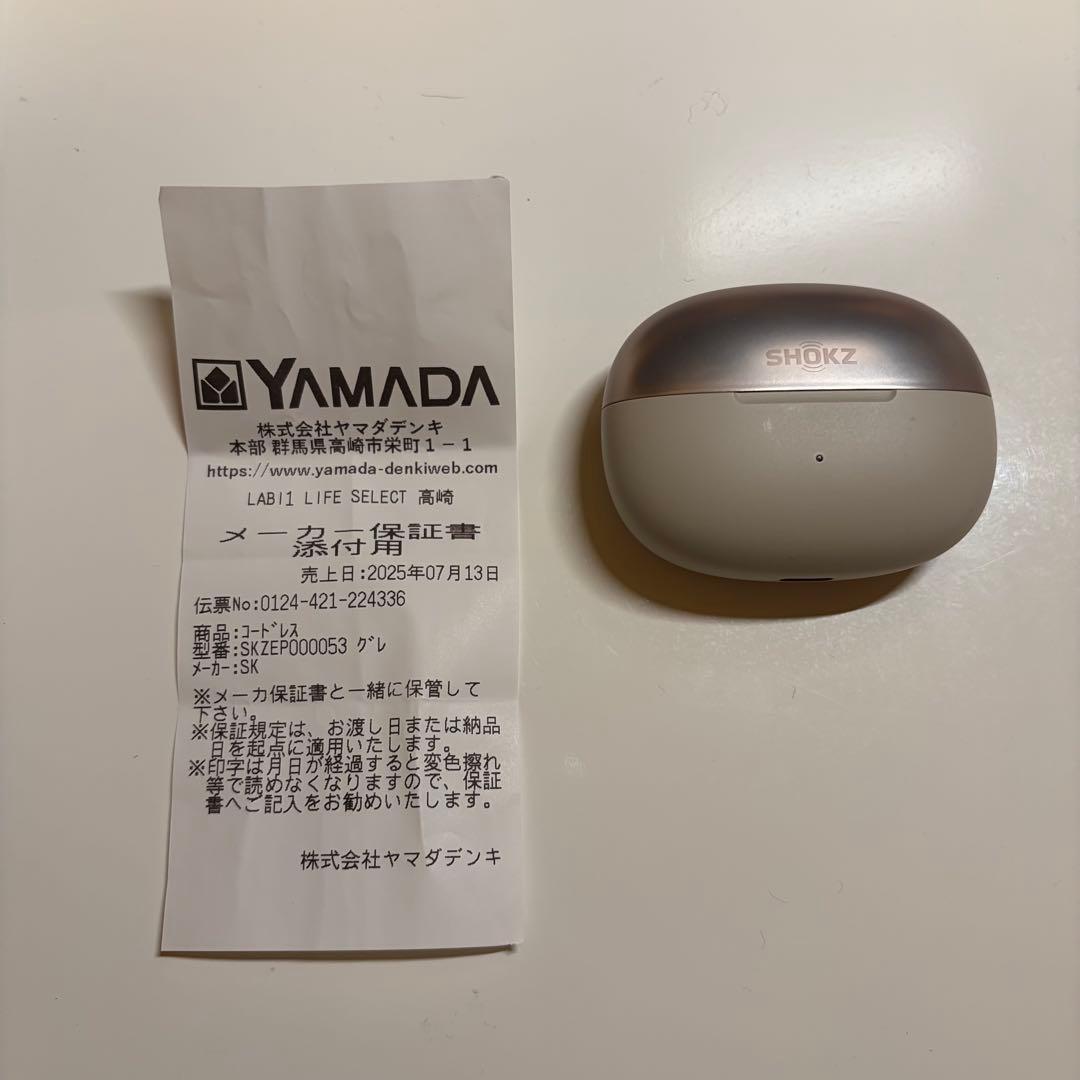 YAMADA
株式会社ヤマダデンキ
本部 群馬県高崎市栄町1-1
https://www.yamada-denkiweb.com
LABI1 LIFE SELECT 高崎
メーカー保証書
添付用
売上日:2025年07月13日
伝票No:0124-421-224336
商品:コードレス
型番:SKZEP000053 グレ
メーカー:SK
※メーカ保証書と一緒に保管して
下さい。
※保証規定は、お渡し日または納品
日を起点に適用いたします。
※印字は月日が経過すると変色擦れ
等で読めなくなりますので、保証
書へご記入をお勧めいたします。
株式会社ヤマダデンキ
SHOKZ